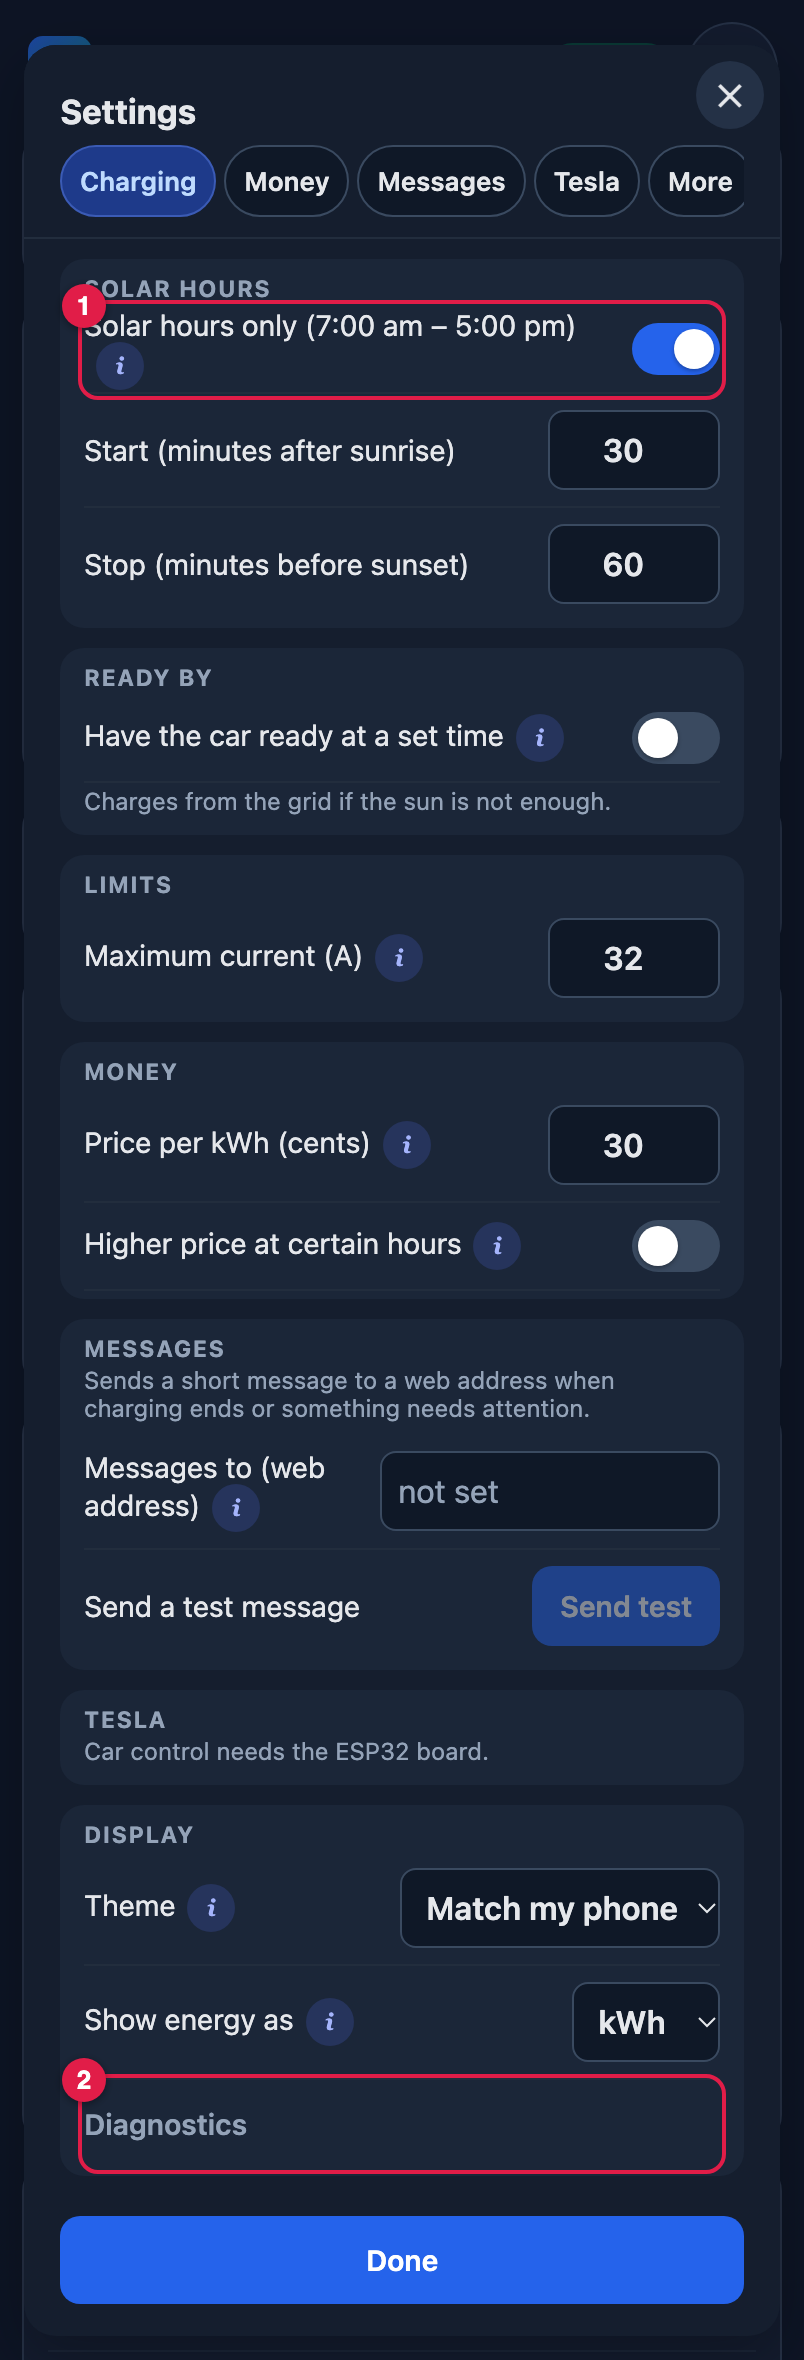 Settings
Charging
Money
Messages
Tesla
More
SOLAR HOURS
1
Solar hours only (7:00 am – 5:00 pm)
i
Start (minutes after sunrise)
30
Stop (minutes before sunset)
60
READY BY
Have the car ready at a set time
i
Charges from the grid if the sun is not enough.
LIMITS
Maximum current (A)
i
32
MONEY
Price per kWh (cents)
i
30
Higher price at certain hours
i
MESSAGES
Sends a short message to a web address when
charging ends or something needs attention.
Messages to (web
address)
i
not set
Send a test message
Send test
TESLA
Car control needs the ESP32 board.
DISPLAY
Theme
i
Match my phone
Show energy as
i
kWh
2
Diagnostics
Done